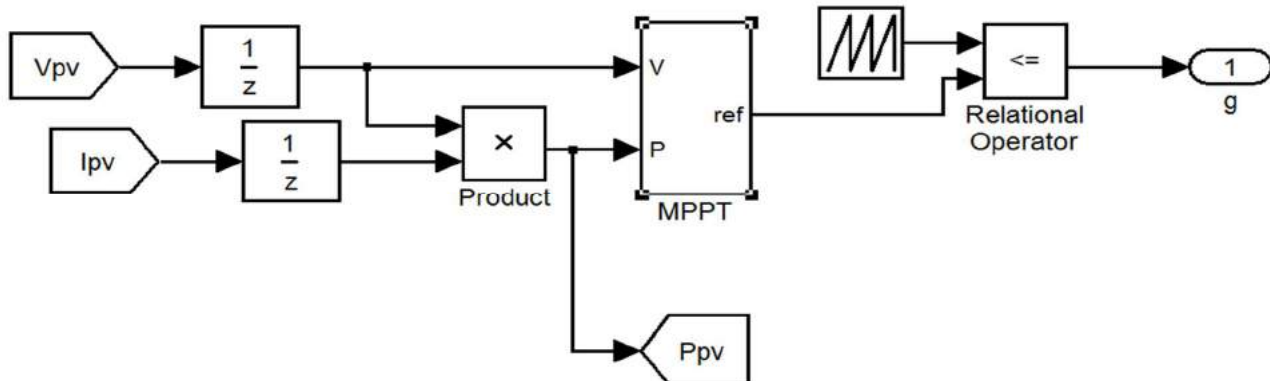 Vpv
1
z
V
<=
1
g
Relational
Operator
ref
Ipv
1
z
×
P
Product
MPPT
Ppv